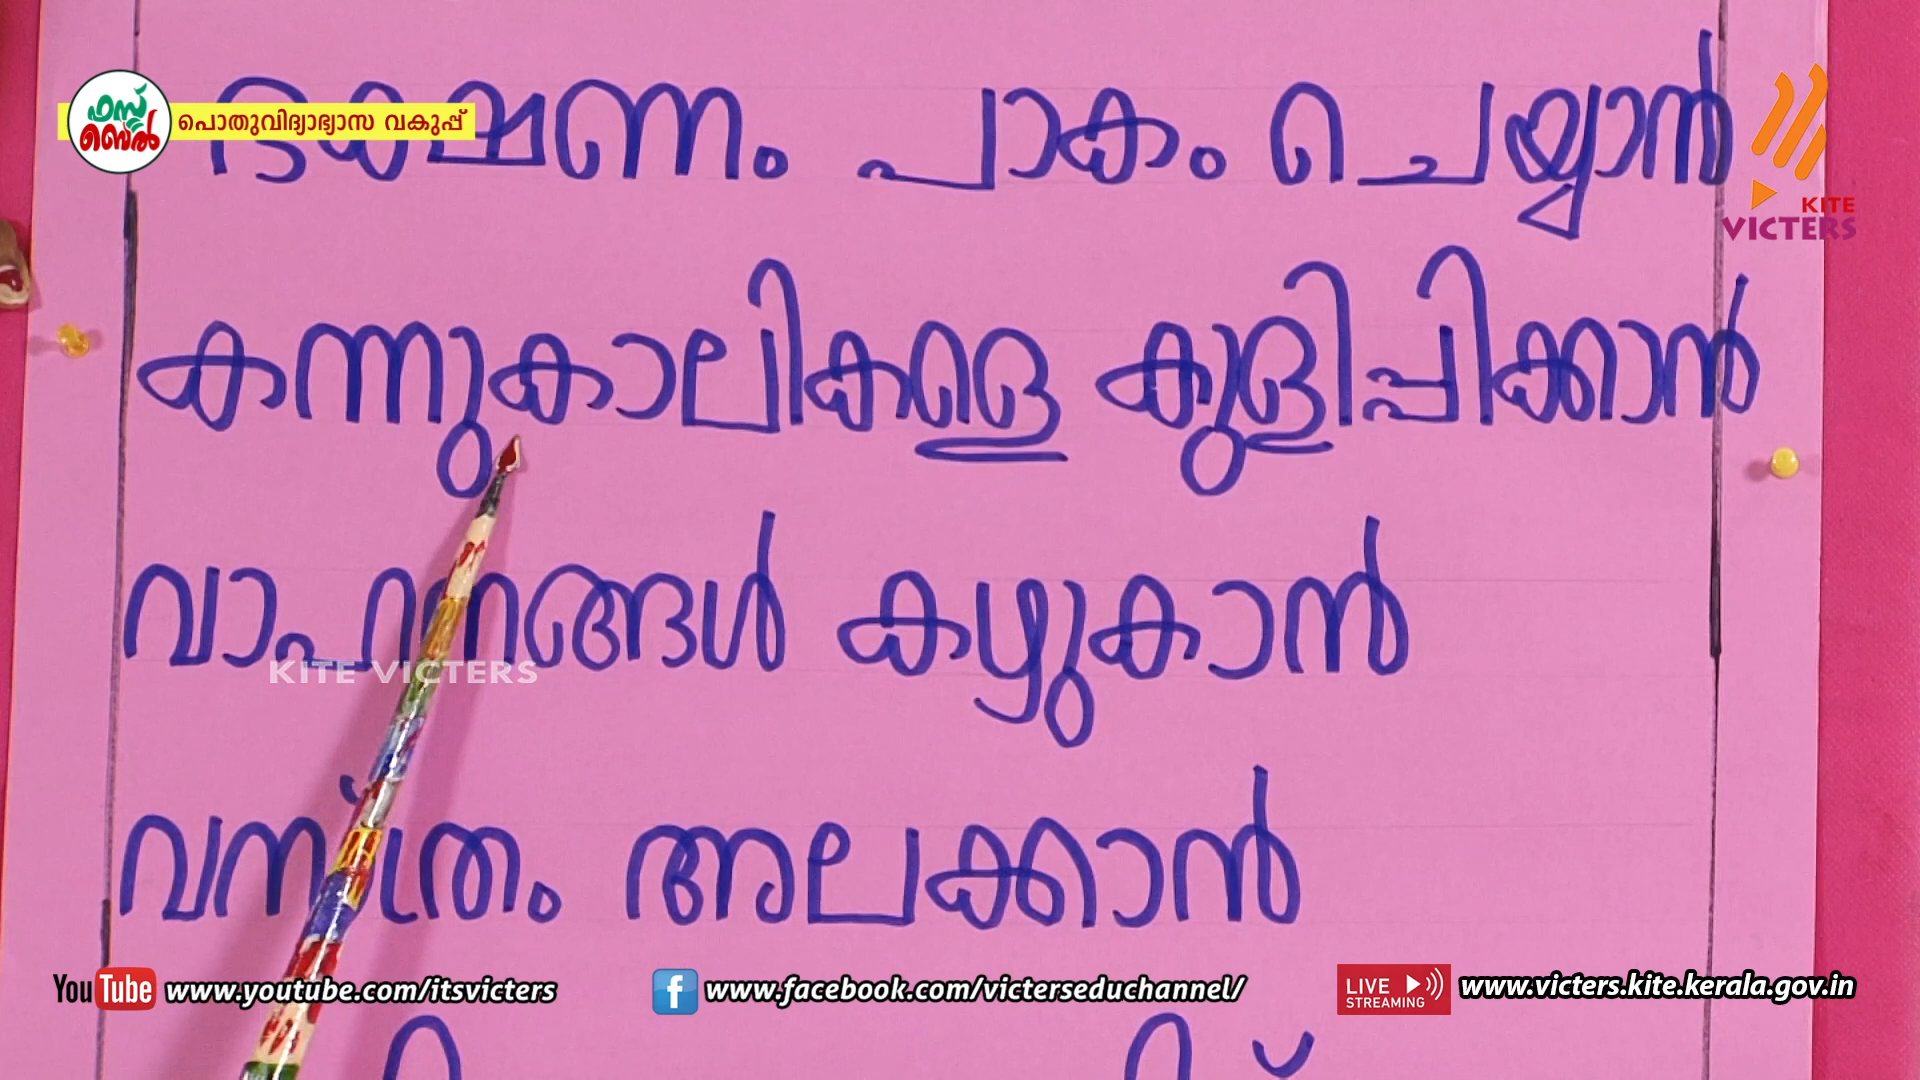 ഫസ്റ്റ്
ബെൽ
പൊതുവിദ്യാഭ്യാസ വകുപ്പ്
ഭക്ഷണം പാകം ചെയ്യാൻ
KITE
VICTERS
കന്നുകാലികളെ കുളിപ്പിക്കാൻ
വാഹനങ്ങൾ കഴുകാൻ
KITE VICTERS
വസ്ത്രം അലക്കാൻ
YouTube www.youtube.com/itsvicters
f www.facebook.com/victerseduchannel/
LIVE STREAMING www.victers.kite.kerala.gov.in